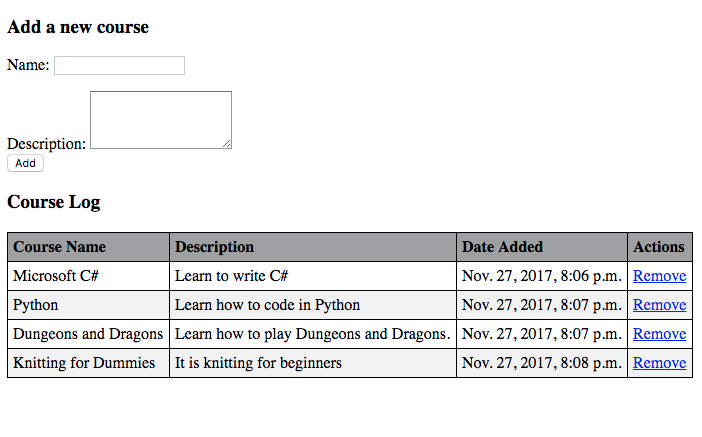 Add a new course
Name:
Description:
Add
Course Log
Course Name Description Date Added Actions
Microsoft C# Learn to write C# Nov. 27, 2017, 8:06 p.m. Remove
Python Learn how to code in Python Nov. 27, 2017, 8:07 p.m. Remove
Dungeons and Dragons Learn how to play Dungeons and Dragons. Nov. 27, 2017, 8:07 p.m. Remove
Knitting for Dummies It is knitting for beginners Nov. 27, 2017, 8:08 p.m. Remove